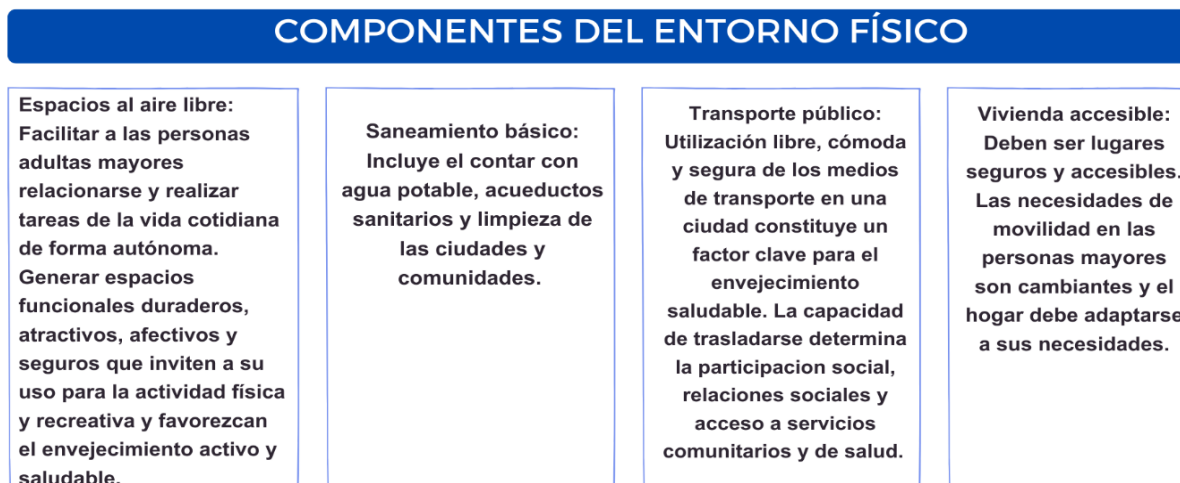 COMPONENTES DEL ENTORNO FÍSICO
Espacios al aire libre:
Facilitar a las personas
adultas mayores
relacionarse y realizar
tareas de la vida cotidiana
de forma autónoma.
Generar espacios
funcionales duraderos,
atractivos, afectivos y
seguros que inviten a su
uso para la actividad física
y recreativa y favorezcan
el envejecimiento activo y
saludable.
Saneamiento básico:
Incluye el contar con
agua potable, acueductos
sanitarios y limpieza de
las ciudades y
comunidades.
Transporte público:
Utilización libre, cómoda
y segura de los medios
de transporte en una
ciudad constituye un
factor clave para el
envejecimiento
saludable. La capacidad
de trasladarse determina
la participacion social,
relaciones sociales y
acceso a servicios
comunitarios y de salud.
Vivienda accesible:
Deben ser lugares
seguros y accesibles.
Las necesidades de
movilidad en las
personas mayores
son cambiantes y el
hogar debe adaptarse
a sus necesidades.